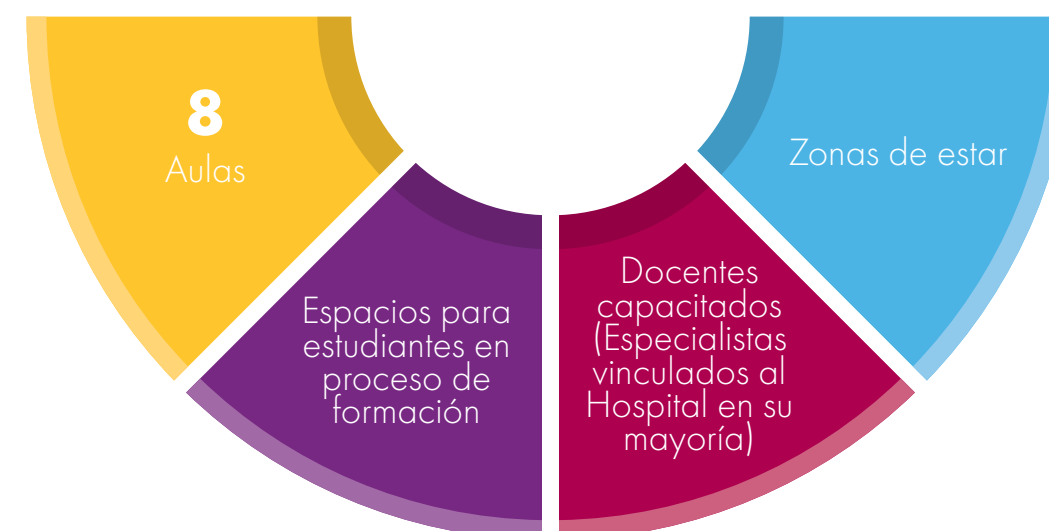 8
Aulas
Espacios para
estudiantes en
proceso de
formación
Docentes
capacitados
(Especialistas
vinculados al
Hospital en su
mayoría)
Zonas de estar